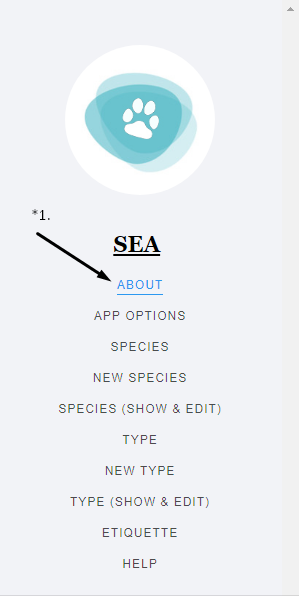 *1.
SEA
ABOUT
APP OPTIONS
SPECIES
NEW SPECIES
SPECIES (SHOW & EDIT)
TYPE
NEW TYPE
TYPE (SHOW & EDIT)
ETIQUETTE
HELP